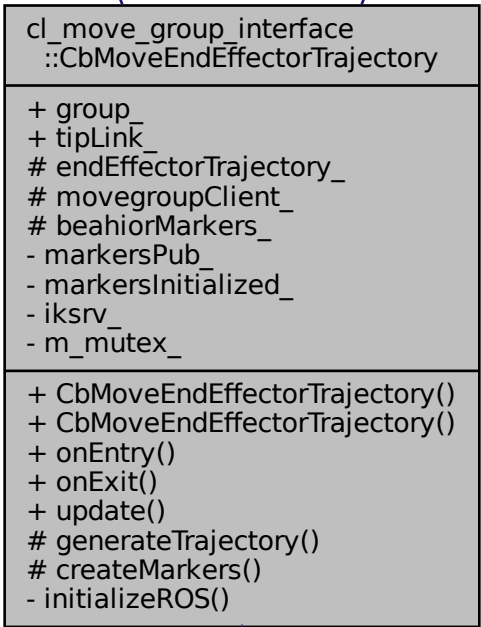 cl_move_group_interface
::CbMoveEndEffectorTrajectory
+ group_
+ tipLink_
# endEffectorTrajectory_
# movegroupClient_
# beahiorMarkers_
- markersPub_
- markersInitialized_
- iksrv_
- m_mutex_
+ CbMoveEndEffectorTrajectory()
+ CbMoveEndEffectorTrajectory()
+ onEntry()
+ onExit()
+ update()
# generateTrajectory()
# createMarkers()
- initializeROS()